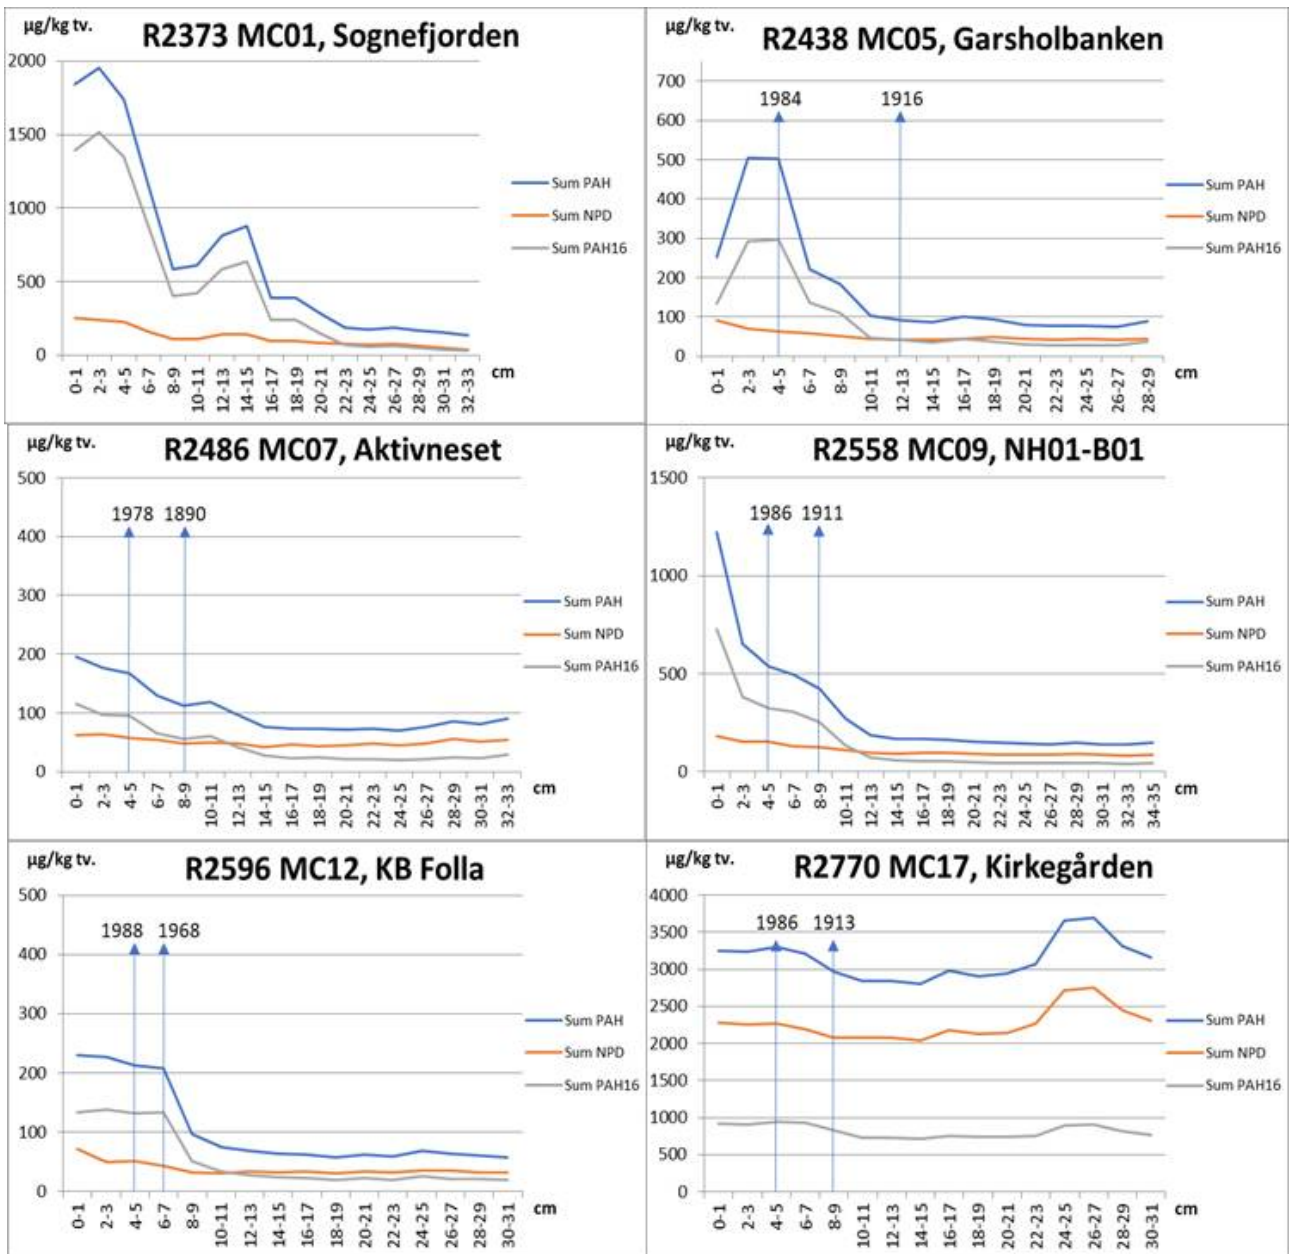 µg/kg tv.
R2373 MC01, Sognefjorden
2000
1500
1000
500
0
Sum PAH
Sum NPD
Sum PAH16
0-1 2-3 4-5 6-7 8-9 10-11 12-13 14-15 16-17 18-19 20-21 22-23 24-25 26-27 28-29 30-31 32-33
cm
µg/kg tv.
R2438 MC05, Garsholbanken
700
600
500
400
300
200
100
0
1984
1916
Sum PAH
Sum NPD
Sum PAH16
0-1 2-3 4-5 6-7 8-9 10-11 12-13 14-15 16-17 18-19 20-21 22-23 24-25 26-27 28-29
cm
µg/kg tv.
R2486 MC07, Aktivneset
500
400
300
200
100
0
1978
1890
Sum PAH
Sum NPD
Sum PAH16
0-1 2-3 4-5 6-7 8-9 10-11 12-13 14-15 16-17 18-19 20-21 22-23 24-25 26-27 28-29 30-31 32-33
cm
µg/kg tv.
R2558 MC09, NH01-B01
1500
1000
500
0
1986
1911
Sum PAH
Sum NPD
Sum PAH16
0-1 2-3 4-5 6-7 8-9 10-11 12-13 14-15 16-17 18-19 20-21 22-23 24-25 26-27 28-29 30-31 32-33 34-35
cm
µg/kg tv.
R2596 MC12, KB Folla
500
400
300
200
100
0
1988
1968
Sum PAH
Sum NPD
Sum PAH16
0-1 2-3 4-5 6-7 8-9 10-11 12-13 14-15 16-17 18-19 20-21 22-23 24-25 26-27 28-29 30-31
cm
µg/kg tv.
R2770 MC17, Kirkegården
4000
3500
3000
2500
2000
1500
1000
500
0
1986
1913
Sum PAH
Sum NPD
Sum PAH16
0-1 2-3 4-5 6-7 8-9 10-11 12-13 14-15 16-17 18-19 20-21 22-23 24-25 26-27 28-29 30-31
cm